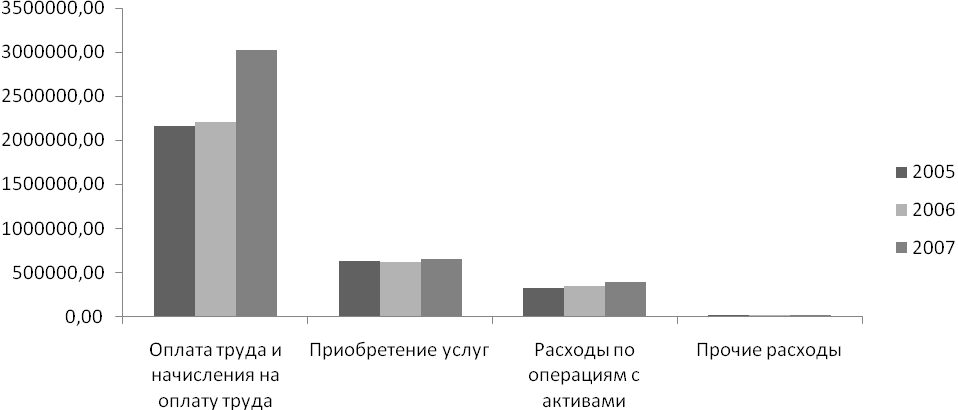 3500000,00
3000000,00
2500000,00
2000000,00
1500000,00
1000000,00
500000,00
0,00
Оплата труда и
начисления на
оплату труда
Приобретение услуг
Расходы по
операциям с
активами
Прочие расходы
2005
2006
2007